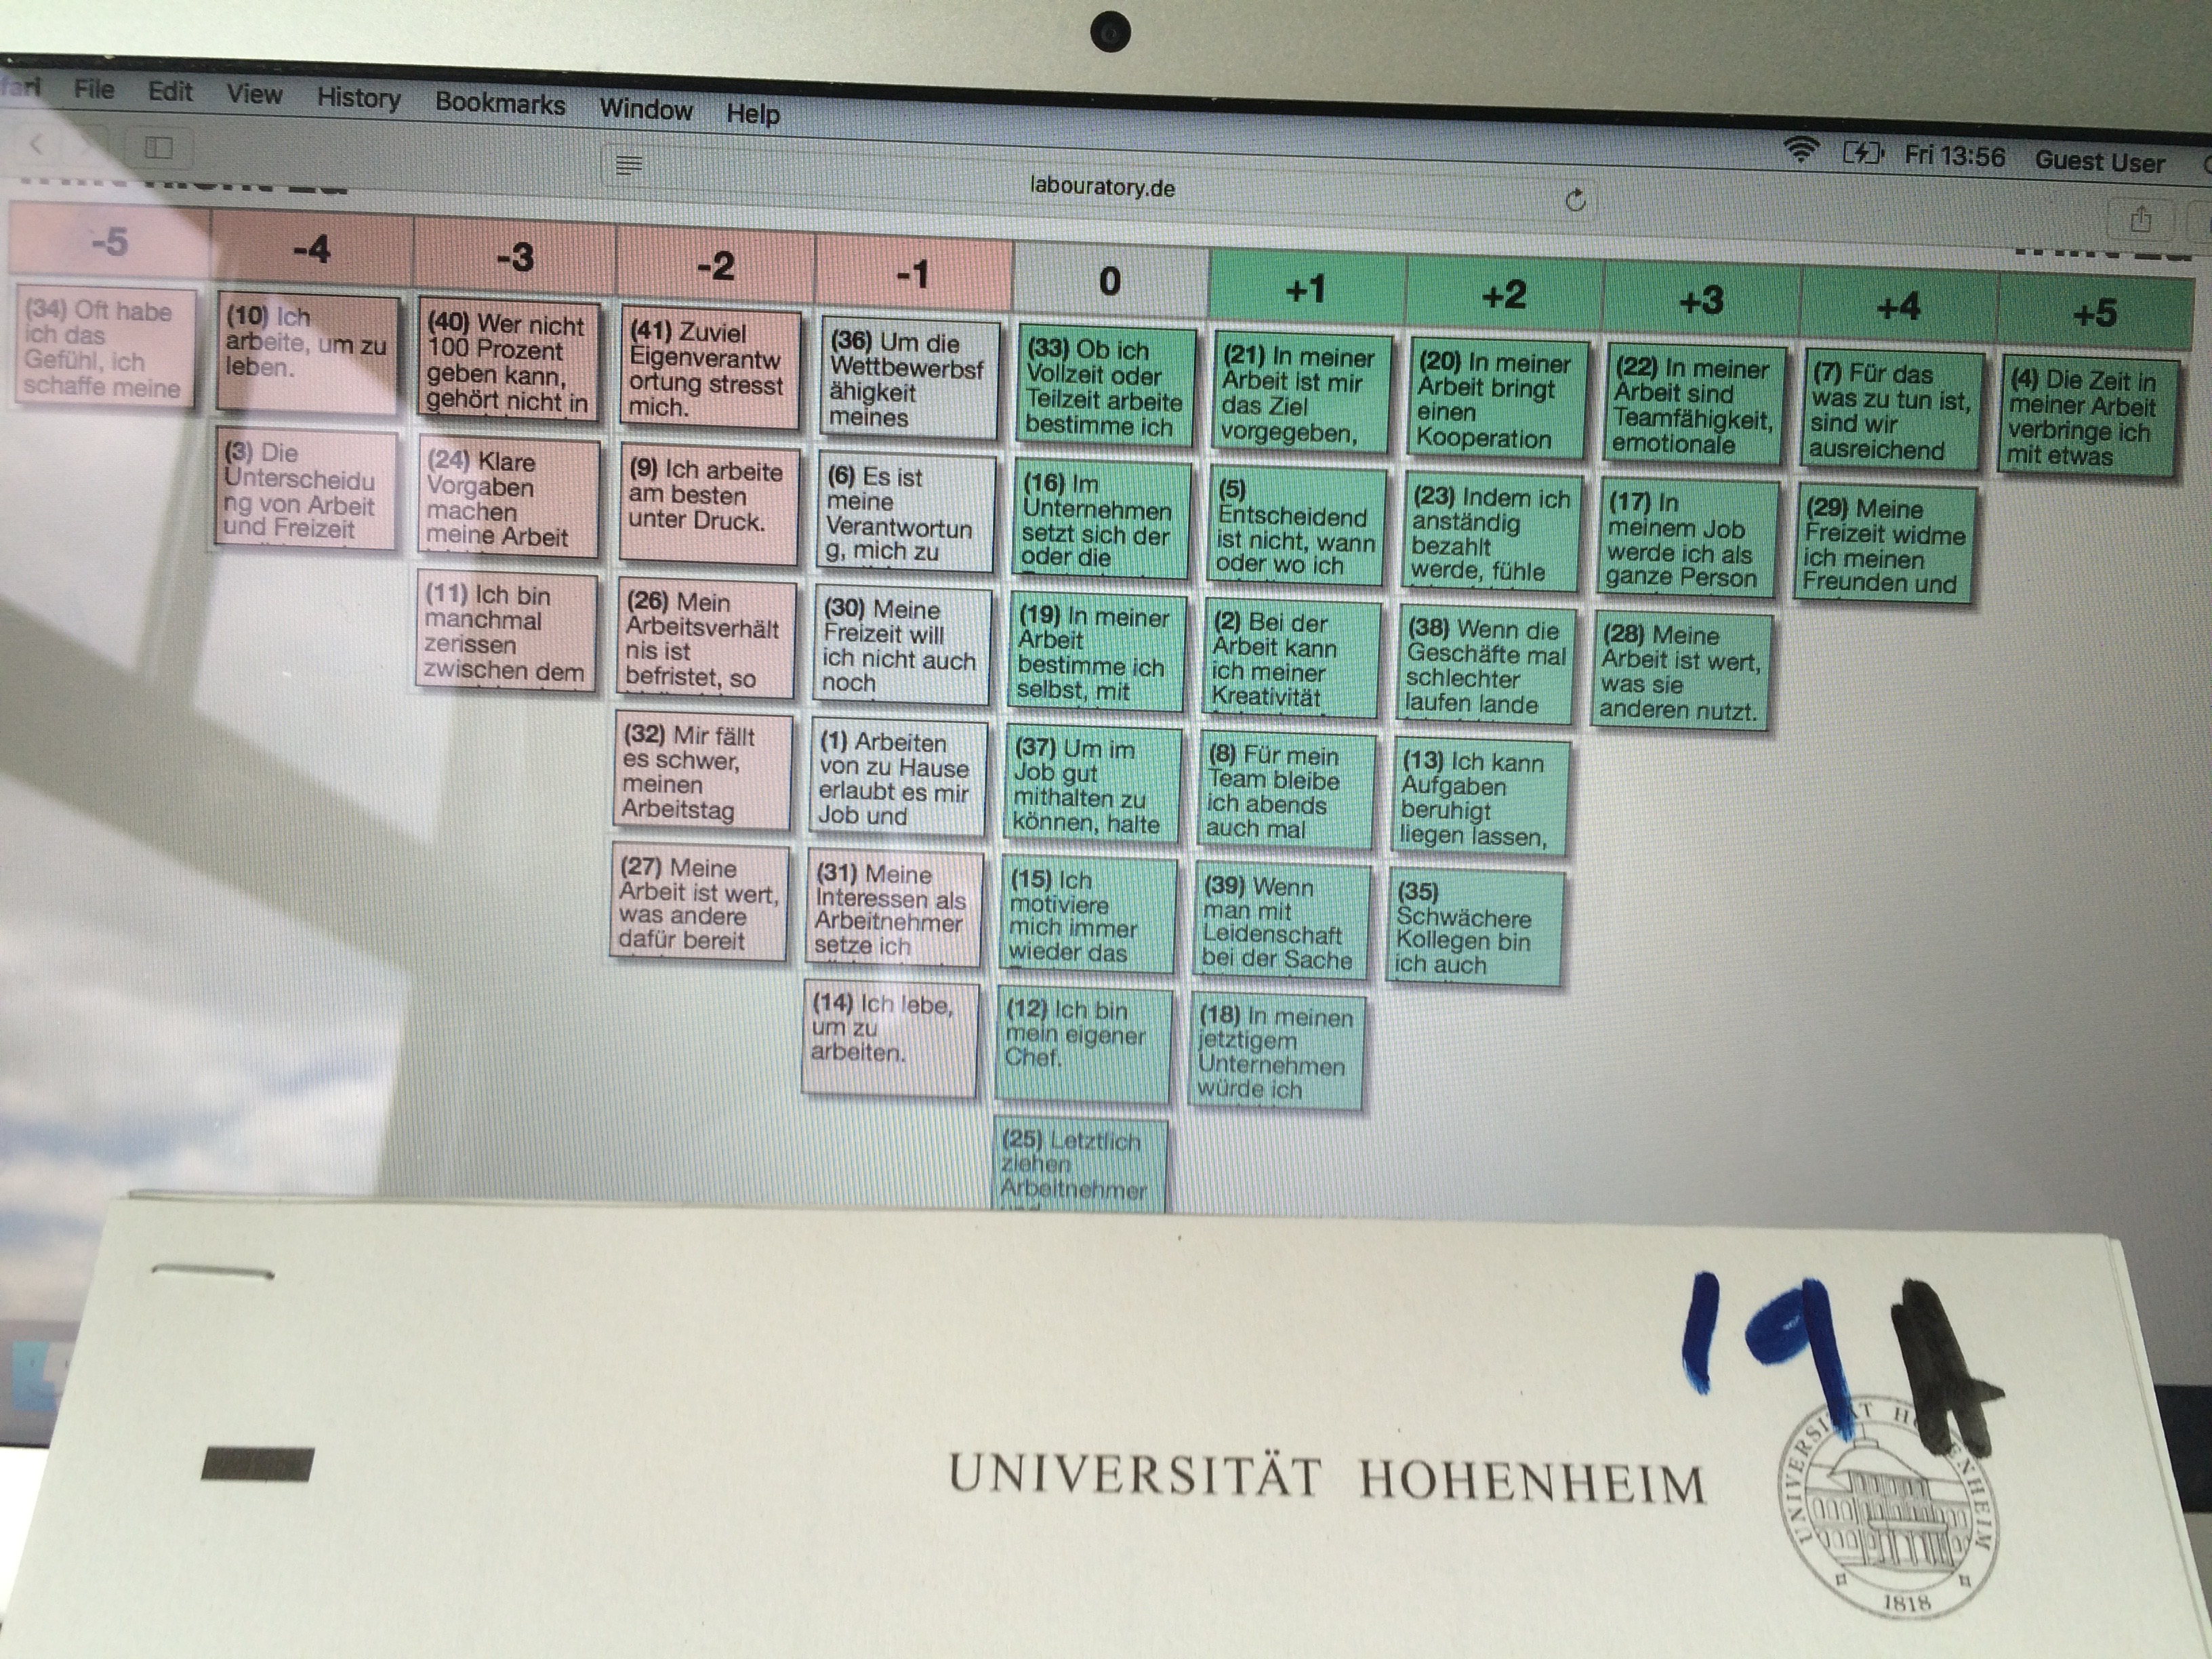 File Edit View History Bookmarks Window Help
Fri 13:56 Guest User
labouratory.de
-5 -4 -3 -2 -1 0 +1 +2 +3 +4 +5
(34) Oft habe
ich das
Gefühl, ich
schaffe meine
(10) Ich
arbeite, um zu
leben.
(3) Die
Unterscheidu
ng von Arbeit
und Freizeit
(40) Wer nicht
100 Prozent
geben kann,
gehört nicht in
(24) Klare
Vorgaben
machen
meine Arbeit
(11) Ich bin
manchmal
zerissen
zwischen dem
(41) Zuviel
Eigenverantw
ortung stresst
mich.
(9) Ich arbeite
am besten
unter Druck.
(26) Mein
Arbeitsverhält
nis ist
befristet, so
(32) Mir fällt
es schwer,
meinen
Arbeitstag
(27) Meine
Arbeit ist wert,
was andere
dafür bereit
(36) Um die
Wettbewerbsf
ähigkeit
meines
(6) Es ist
meine
Verantwortun
g, mich zu
(30) Meine
Freizeit will
ich nicht auch
noch
(1) Arbeiten
von zu Hause
erlaubt es mir
Job und
(31) Meine
Interessen als
Arbeitnehmer
setze ich
(14) Ich lebe,
um zu
arbeiten.
(33) Ob ich
Vollzeit oder
Teilzeit arbeite
bestimme ich
(16) Im
Unternehmen
setzt sich der
oder die
(19) In meiner
Arbeit
bestimme ich
selbst, mit
(37) Um im
Job gut
mithalten zu
können, halte
(15) Ich
motiviere
mich immer
wieder das
(12) Ich bin
mein eigener
Chef.
(25) Letztlich
ziehen
Arbeitnehmer
(21) In meiner
Arbeit ist mir
das Ziel
vorgegeben,
(5)
Entscheidend
ist nicht, wann
oder wo ich
(2) Bei der
Arbeit kann
ich meiner
Kreativität
(8) Für mein
Team bleibe
ich abends
auch mal
(39) Wenn
man mit
Leidenschaft
bei der Sache
(18) In meinen
jetztigem
Unternehmen
würde ich
(20) In meiner
Arbeit bringt
einen
Kooperation
(23) Indem ich
anständig
bezahlt
werde, fühle
(38) Wenn die
Geschäfte mal
schlechter
laufen lande
(13) Ich kann
Aufgaben
beruhigt
liegen lassen,
(35)
Schwächere
Kollegen bin
ich auch
(22) In meiner
Arbeit sind
Teamfähigkeit,
emotionale
(17) In
meinem Job
werde ich als
ganze Person
(28) Meine
Arbeit ist wert,
was sie
anderen nutzt.
(7) Für das
was zu tun ist,
sind wir
ausreichend
(29) Meine
Freizeit widme
ich meinen
Freunden und
(4) Die Zeit in
meiner Arbeit
verbringe ich
mit etwas
19
UNIVERSITÄT HOHENHEIM
UNIVERSITÄT HOHENHEIM
1818